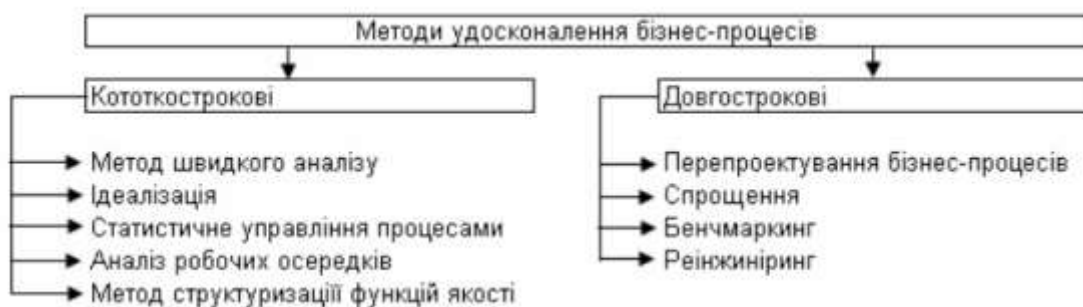 Методи удосконалення бізнес-процесів
Кототкострокові
Довгострокові
Метод швидкого аналізу
Ідеалізація
Статистичне управління процесами
Аналіз робочих осередків
Метод структуризаціїї функцій якості
Перепроектування бізнес-процесів
Спрощення
Бенчмаркинг
Реінжиніринг